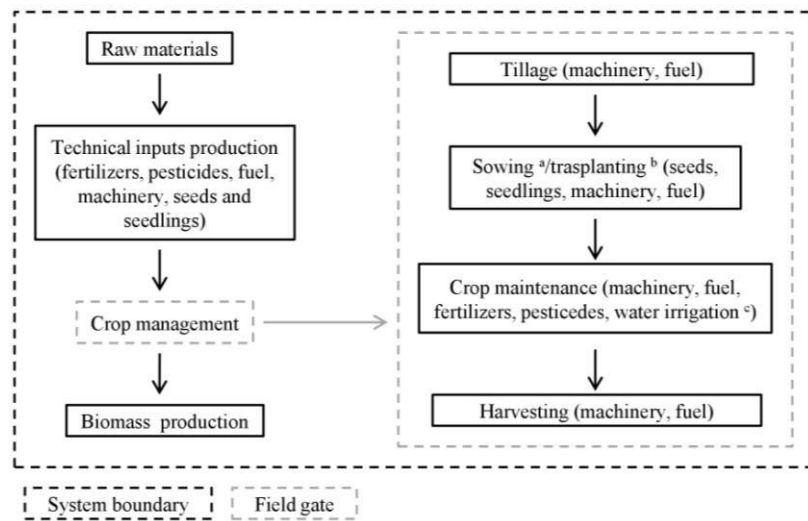 Raw materials
Technical inputs production
(fertilizers, pesticides, fuel,
machinery, seeds and
seedlings)
Crop management
Biomass production
Tillage (machinery, fuel)
Sowing ᵃ/trasplanting ᵇ (seeds,
seedlings, machinery, fuel)
Crop maintenance (machinery, fuel,
fertilizers, pesticedes, water irrigation ᶜ)
Harvesting (machinery, fuel)
System boundary
Field gate